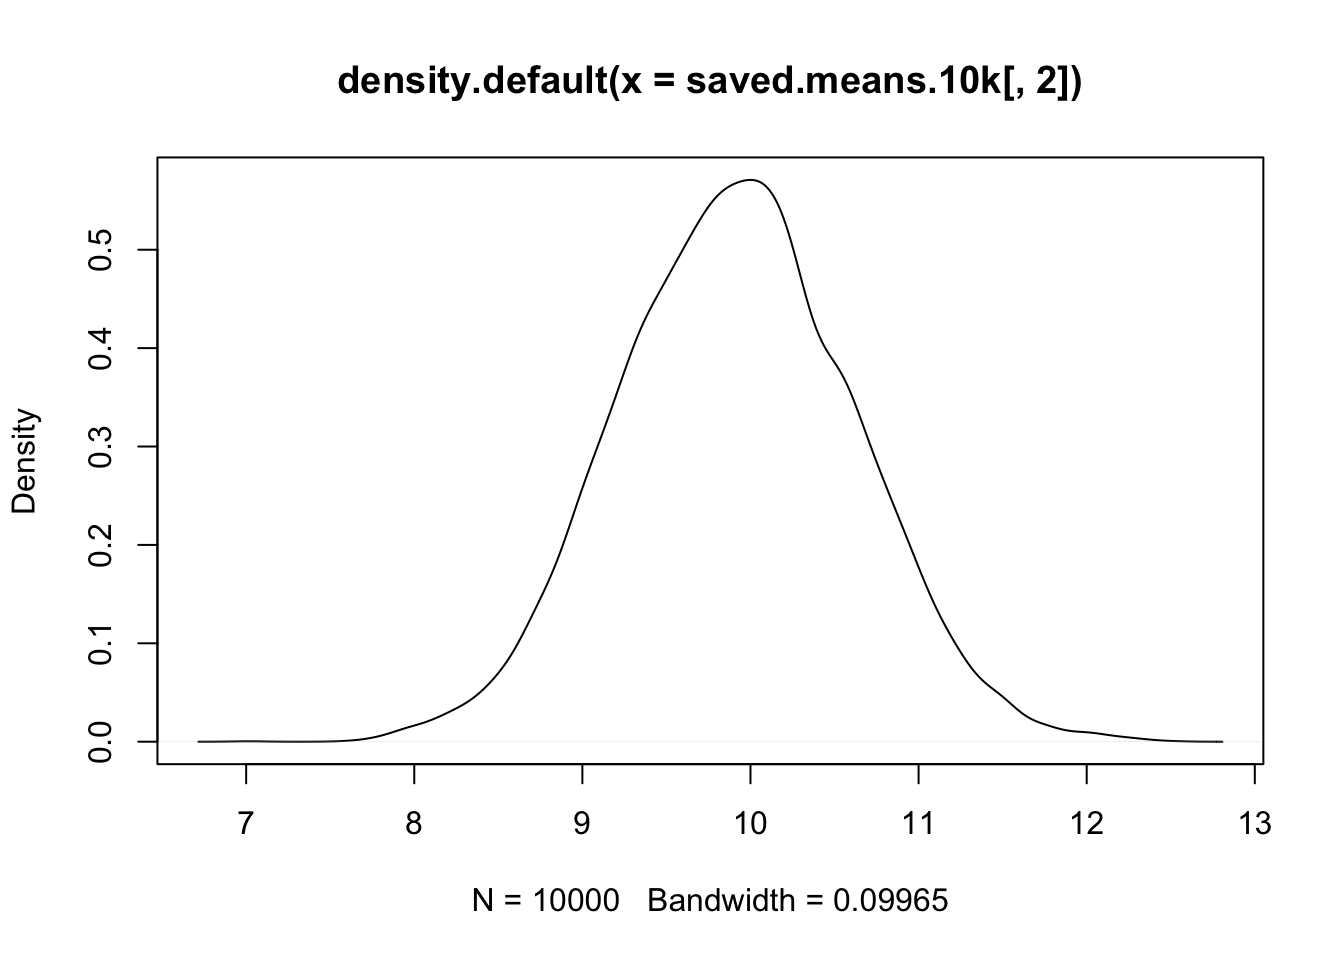 density.default(x = saved.means.10k[, 2])
Density
0.5
0.4
0.3
0.2
0.1
0.0
7 8 9 10 11 12 13
N = 10000 Bandwidth = 0.09965